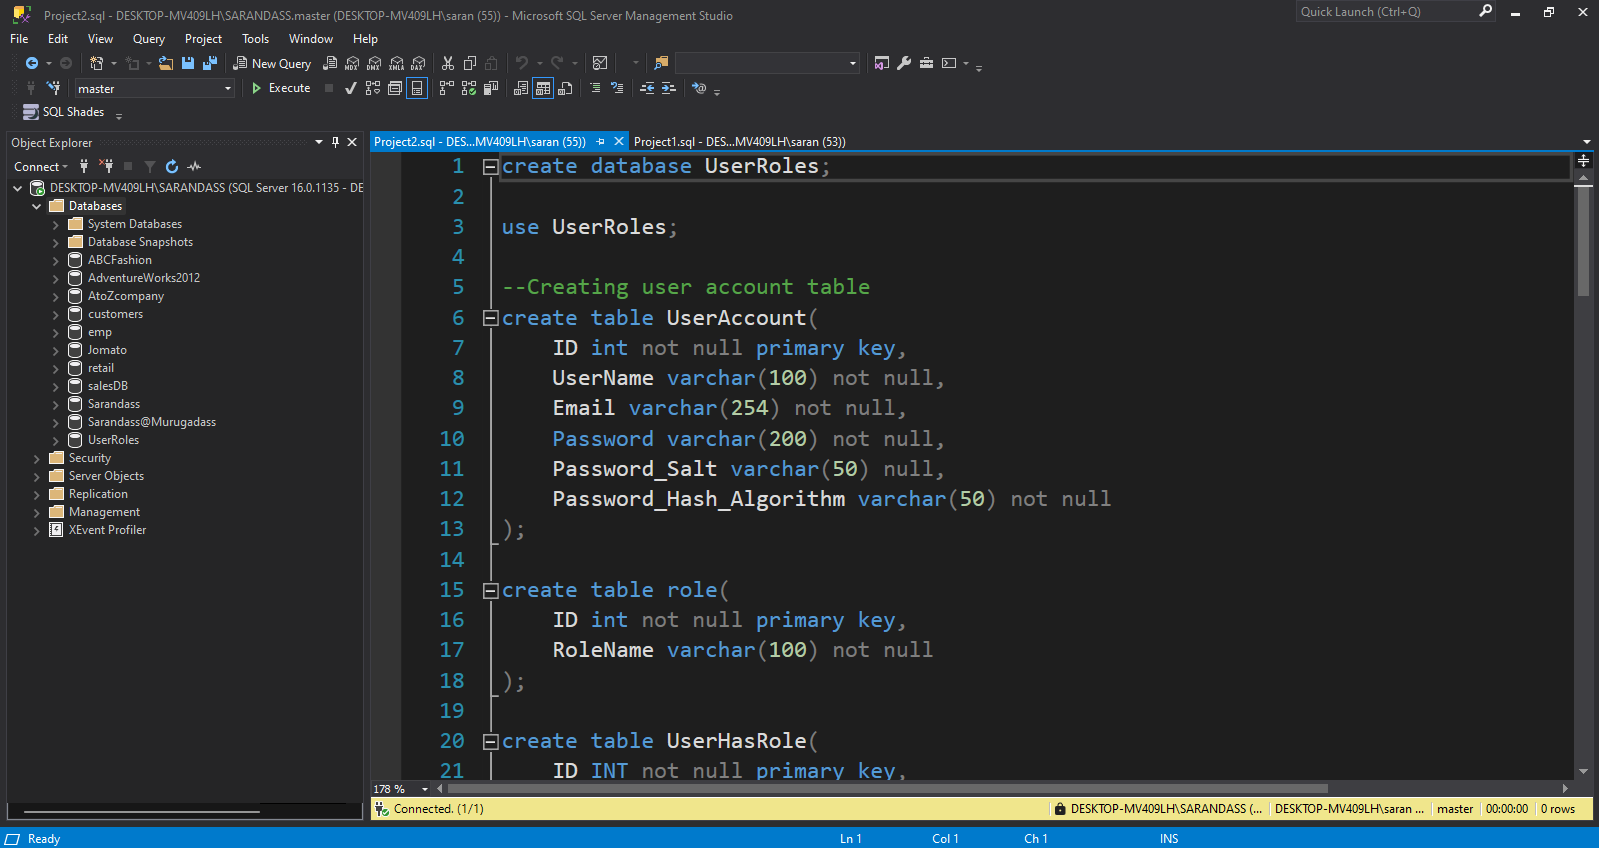 Project2.sql - DESKTOP-MV409LH\SARANDASS.master (DESKTOP-MV409LH\saran (55)) - Microsoft SQL Server Management Studio
Quick Launch (Ctrl+Q)
File Edit View Query Project Tools Window Help
New Query MDX DMX XMLA DAX
master Execute
SQL Shades
Object Explorer
Project2.sql - DES...MV409LH\saran (55)) Project1.sql - DES...MV409LH\saran (53))
Connect
DESKTOP-MV409LH\SARANDASS (SQL Server 16.0.1135 - DE
Databases
System Databases
Database Snapshots
ABCFashion
AdventureWorks2012
AtoZcompany
customers
emp
Jomato
retail
salesDB
Sarandass
Sarandass@Murugadass
UserRoles
Security
Server Objects
Replication
Management
XEvent Profiler
1 create database UserRoles;
2
3 use UserRoles;
4
5 --Creating user account table
6 create table UserAccount(
7 ID int not null primary key,
8 UserName varchar(100) not null,
9 Email varchar(254) not null,
10 Password varchar(200) not null,
11 Password_Salt varchar(50) null,
12 Password_Hash_Algorithm varchar(50) not null
13 );
14
15 create table role(
16 ID int not null primary key,
17 RoleName varchar(100) not null
18 );
19
20 create table UserHasRole(
21 ID INT not null primary key,
178 %
Connected. (1/1) DESKTOP-MV409LH\SARANDASS (... DESKTOP-MV409LH\saran ... master 00:00:00 0 rows
Ready Ln 1 Col 1 Ch 1 INS